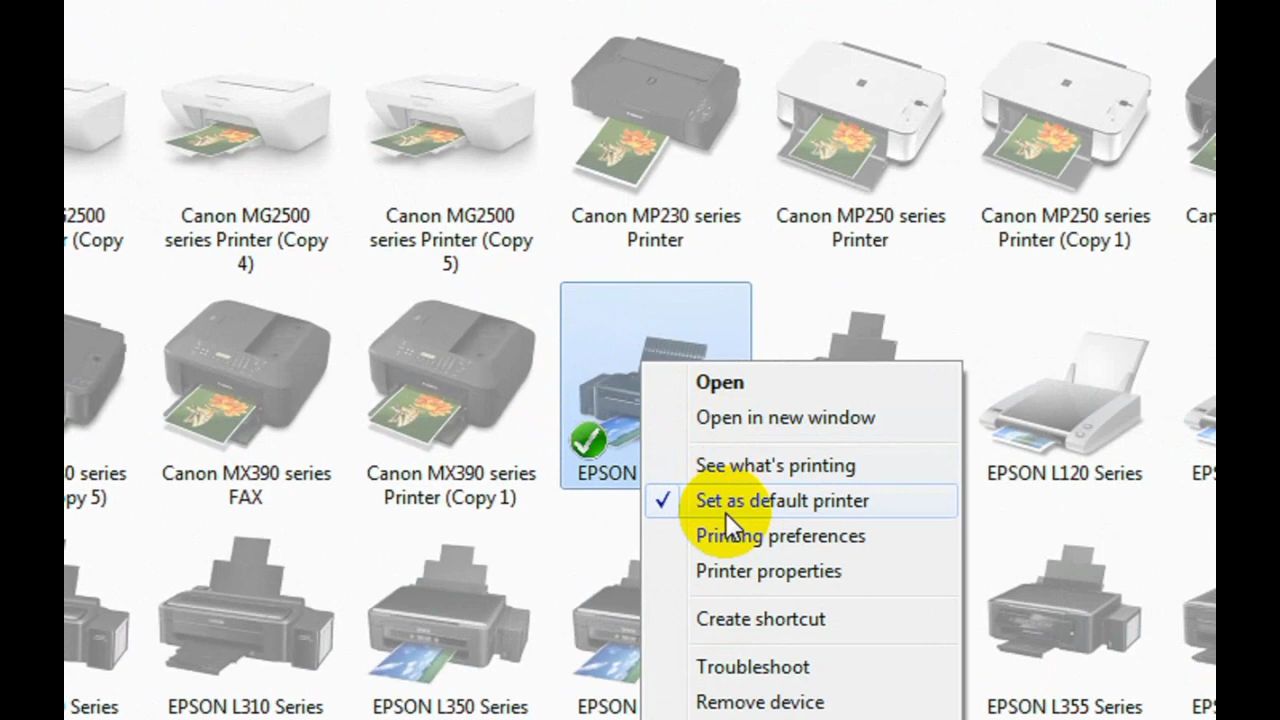 G2500
r (Copy
Canon MG2500
series Printer (Copy
4)
Canon MG2500
series Printer (Copy
5)
Canon MP230 series
Printer
Canon MP250 series
Printer
Canon MP250 series
Printer (Copy 1)
Can
0 series
opy 5)
Canon MX390 series
FAX
Canon MX390 series
Printer (Copy 1)
EPSON
EPSON L120 Series
EPS
Open
Open in new window
See what's printing
Set as default printer
Printing preferences
Printer properties
Create shortcut
Troubleshoot
Remove device
Series
EPSON L310 Series
EPSON L350 Series
EPSON
EPSON L355 Series
EPS